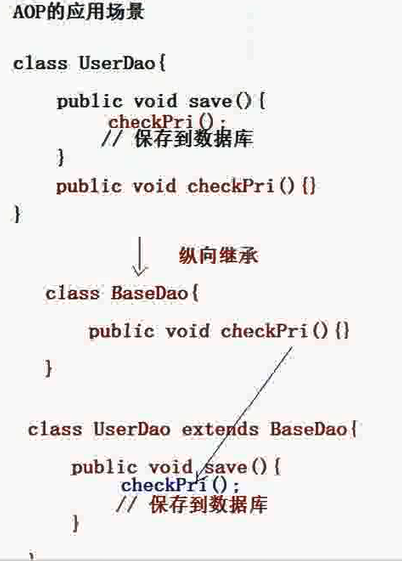 AOP的应用场景
class UserDao{
public void save(){
checkPri();
// 保存到数据库
}
public void checkPri(){}
}
纵向继承
class BaseDao{
public void checkPri(){}
}
class UserDao extends BaseDao{
public void save(){
checkPri();
// 保存到数据库
}
}